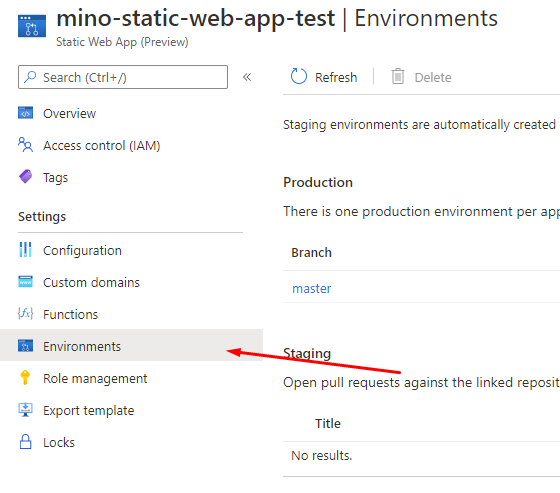 mino-static-web-app-test | Environments
Static Web App (Preview)
Search (Ctrl+/)
«
Refresh
Delete
Overview
Access control (IAM)
Tags
Settings
Configuration
Custom domains
Functions
Environments
Role management
Export template
Locks
Staging environments are automatically created
Production
There is one production environment per app
Branch
master
Staging
Open pull requests against the linked reposit
Title
No results.